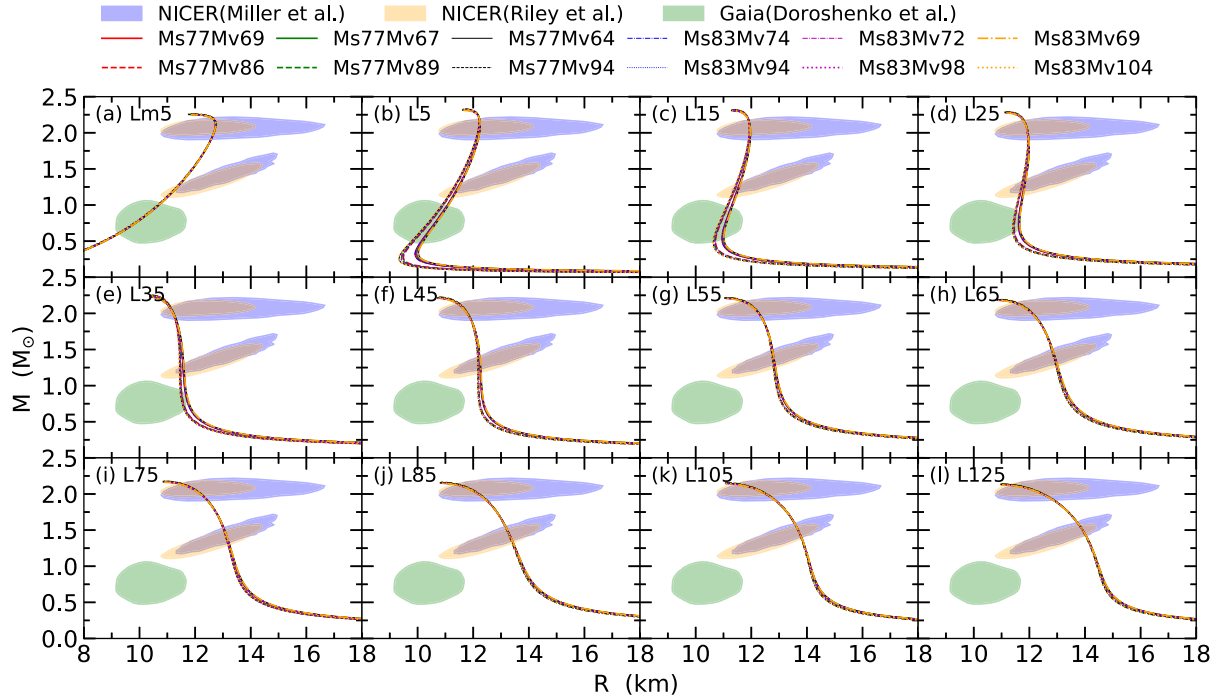 NICER(Miller et al.) NICER(Riley et al.) Gaia(Doroshenko et al.)
Ms77Mv69 Ms77Mv67 Ms77Mv64 Ms83Mv74 Ms83Mv72 Ms83Mv69
Ms77Mv86 Ms77Mv89 Ms77Mv94 Ms83Mv94 Ms83Mv98 Ms83Mv104
2.5
(a) Lm5 (b) L5 (c) L15 (d) L25
2.0
1.5
1.0
0.5
2.5
(e) L35 (f) L45 (g) L55 (h) L65
2.0
1.5
1.0
0.5
M (M⊙)
2.5
(i) L75 (j) L85 (k) L105 (l) L125
2.0
1.5
1.0
0.5
0.0
8 10 12 14 16 18 10 12 14 16 18 10 12 14 16 18 10 12 14 16 18
R (km)